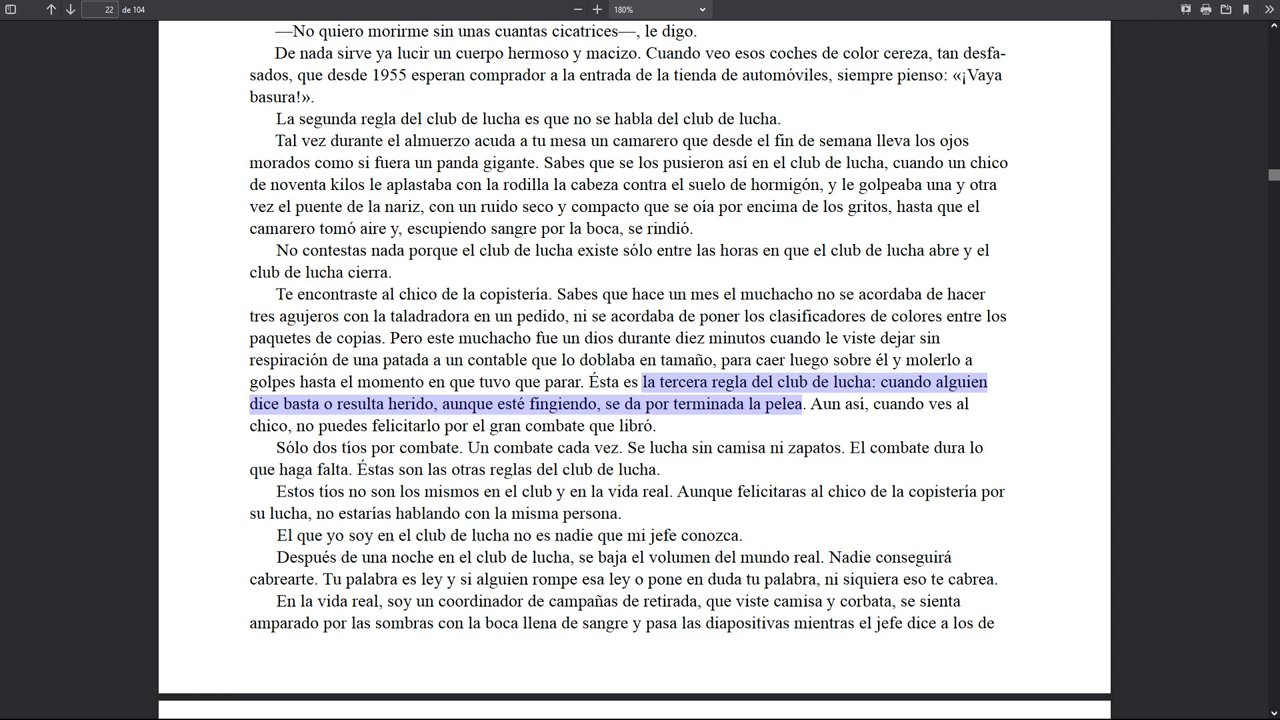 22 de 104
180%
—No quiero morirme sin unas cuantas cicatrices—, le digo.
De nada sirve ya lucir un cuerpo hermoso y macizo. Cuando veo esos coches de color cereza, tan desfa-
sados, que desde 1955 esperan comprador a la entrada de la tienda de automóviles, siempre pienso: «¡Vaya
basura!».
La segunda regla del club de lucha es que no se habla del club de lucha.
Tal vez durante el almuerzo acuda a tu mesa un camarero que desde el fin de semana lleva los ojos
morados como si fuera un panda gigante. Sabes que se los pusieron así en el club de lucha, cuando un chico
de noventa kilos le aplastaba con la rodilla la cabeza contra el suelo de hormigón, y le golpeaba una y otra
vez el puente de la nariz, con un ruido seco y compacto que se oía por encima de los gritos, hasta que el
camarero tomó aire y, escupiendo sangre por la boca, se rindió.
No contestas nada porque el club de lucha existe sólo entre las horas en que el club de lucha abre y el
club de lucha cierra.
Te encontraste al chico de la copistería. Sabes que hace un mes el muchacho no se acordaba de hacer
tres agujeros con la taladradora en un pedido, ni se acordaba de poner los clasificadores de colores entre los
paquetes de copias. Pero este muchacho fue un dios durante diez minutos cuando le viste dejar sin
respiración de una patada a un contable que lo doblaba en tamaño, para caer luego sobre él y molerlo a
golpes hasta el momento en que tuvo que parar. Ésta es la tercera regla del club de lucha: cuando alguien
dice basta o resulta herido, aunque esté fingiendo, se da por terminada la pelea. Aun así, cuando ves al
chico, no puedes felicitarlo por el gran combate que libró.
Sólo dos tíos por combate. Un combate cada vez. Se lucha sin camisa ni zapatos. El combate dura lo
que haga falta. Éstas son las otras reglas del club de lucha.
Estos tíos no son los mismos en el club y en la vida real. Aunque felicitaras al chico de la copistería por
su lucha, no estarías hablando con la misma persona.
El que yo soy en el club de lucha no es nadie que mi jefe conozca.
Después de una noche en el club de lucha, se baja el volumen del mundo real. Nadie conseguirá
cabrearte. Tu palabra es ley y si alguien rompe esa ley o pone en duda tu palabra, ni siquiera eso te cabrea.
En la vida real, soy un coordinador de campañas de retirada, que viste camisa y corbata, se sienta
amparado por las sombras con la boca llena de sangre y pasa las diapositivas mientras el jefe dice a los de